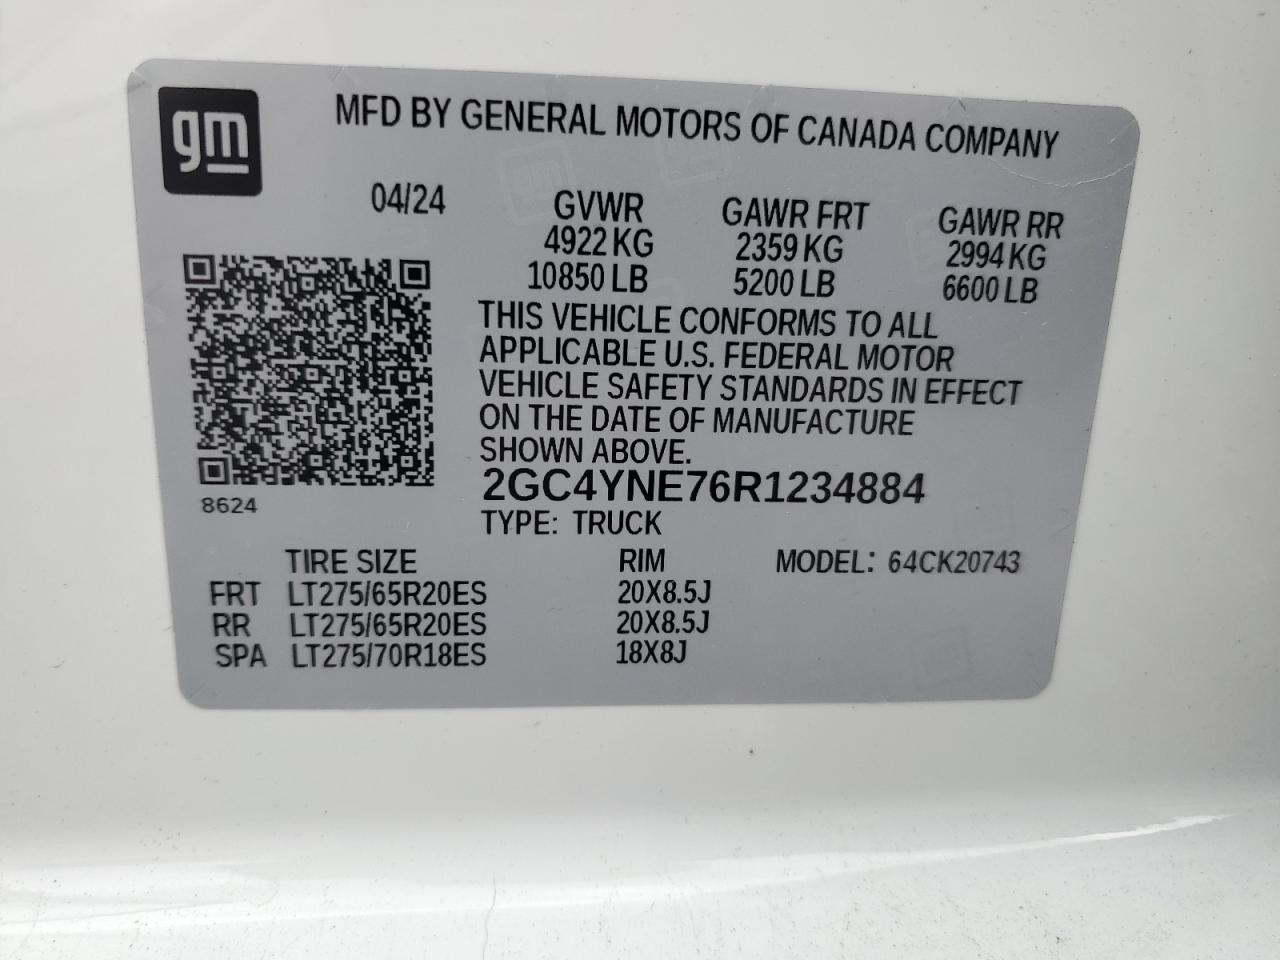 gm
MFD BY GENERAL MOTORS OF CANADA COMPANY
04/24 GVWR GAWR FRT GAWR RR
4922 KG 2359 KG 2994 KG
10850 LB 5200 LB 6600 LB
THIS VEHICLE CONFORMS TO ALL
APPLICABLE U.S. FEDERAL MOTOR
VEHICLE SAFETY STANDARDS IN EFFECT
ON THE DATE OF MANUFACTURE
SHOWN ABOVE.
2GC4YNE76R1234884
8624
TYPE: TRUCK
TIRE SIZE RIM MODEL: 64CK20743
FRT LT275/65R20ES 20X8.5J
RR LT275/65R20ES 20X8.5J
SPA LT275/70R18ES 18X8J